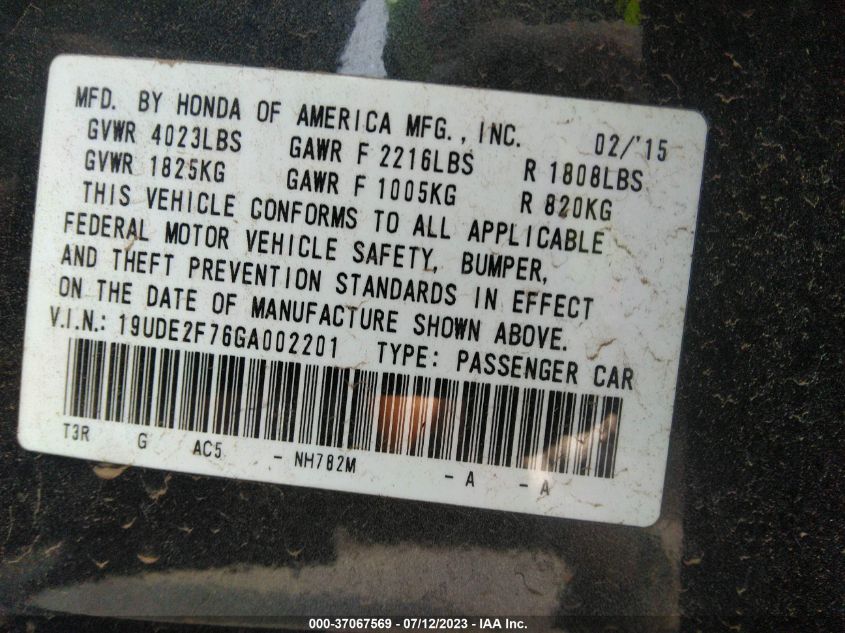 MFD. BY HONDA OF AMERICA MFG., INC. 02/'15
GVWR 4023LBS GAWR F 2216LBS R 1808LBS
GVWR 1825KG GAWR F 1005KG R 820KG
THIS VEHICLE CONFORMS TO ALL APPLICABLE
FEDERAL MOTOR VEHICLE SAFETY, BUMPER,
AND THEFT PREVENTION STANDARDS IN EFFECT
ON THE DATE OF MANUFACTURE SHOWN ABOVE.
V.I.N.: 19UDE2F76GA002201 TYPE: PASSENGER CAR
T3R G AC5 - NH782M - A - A
000-37067569 - 07/12/2023 - IAA Inc.